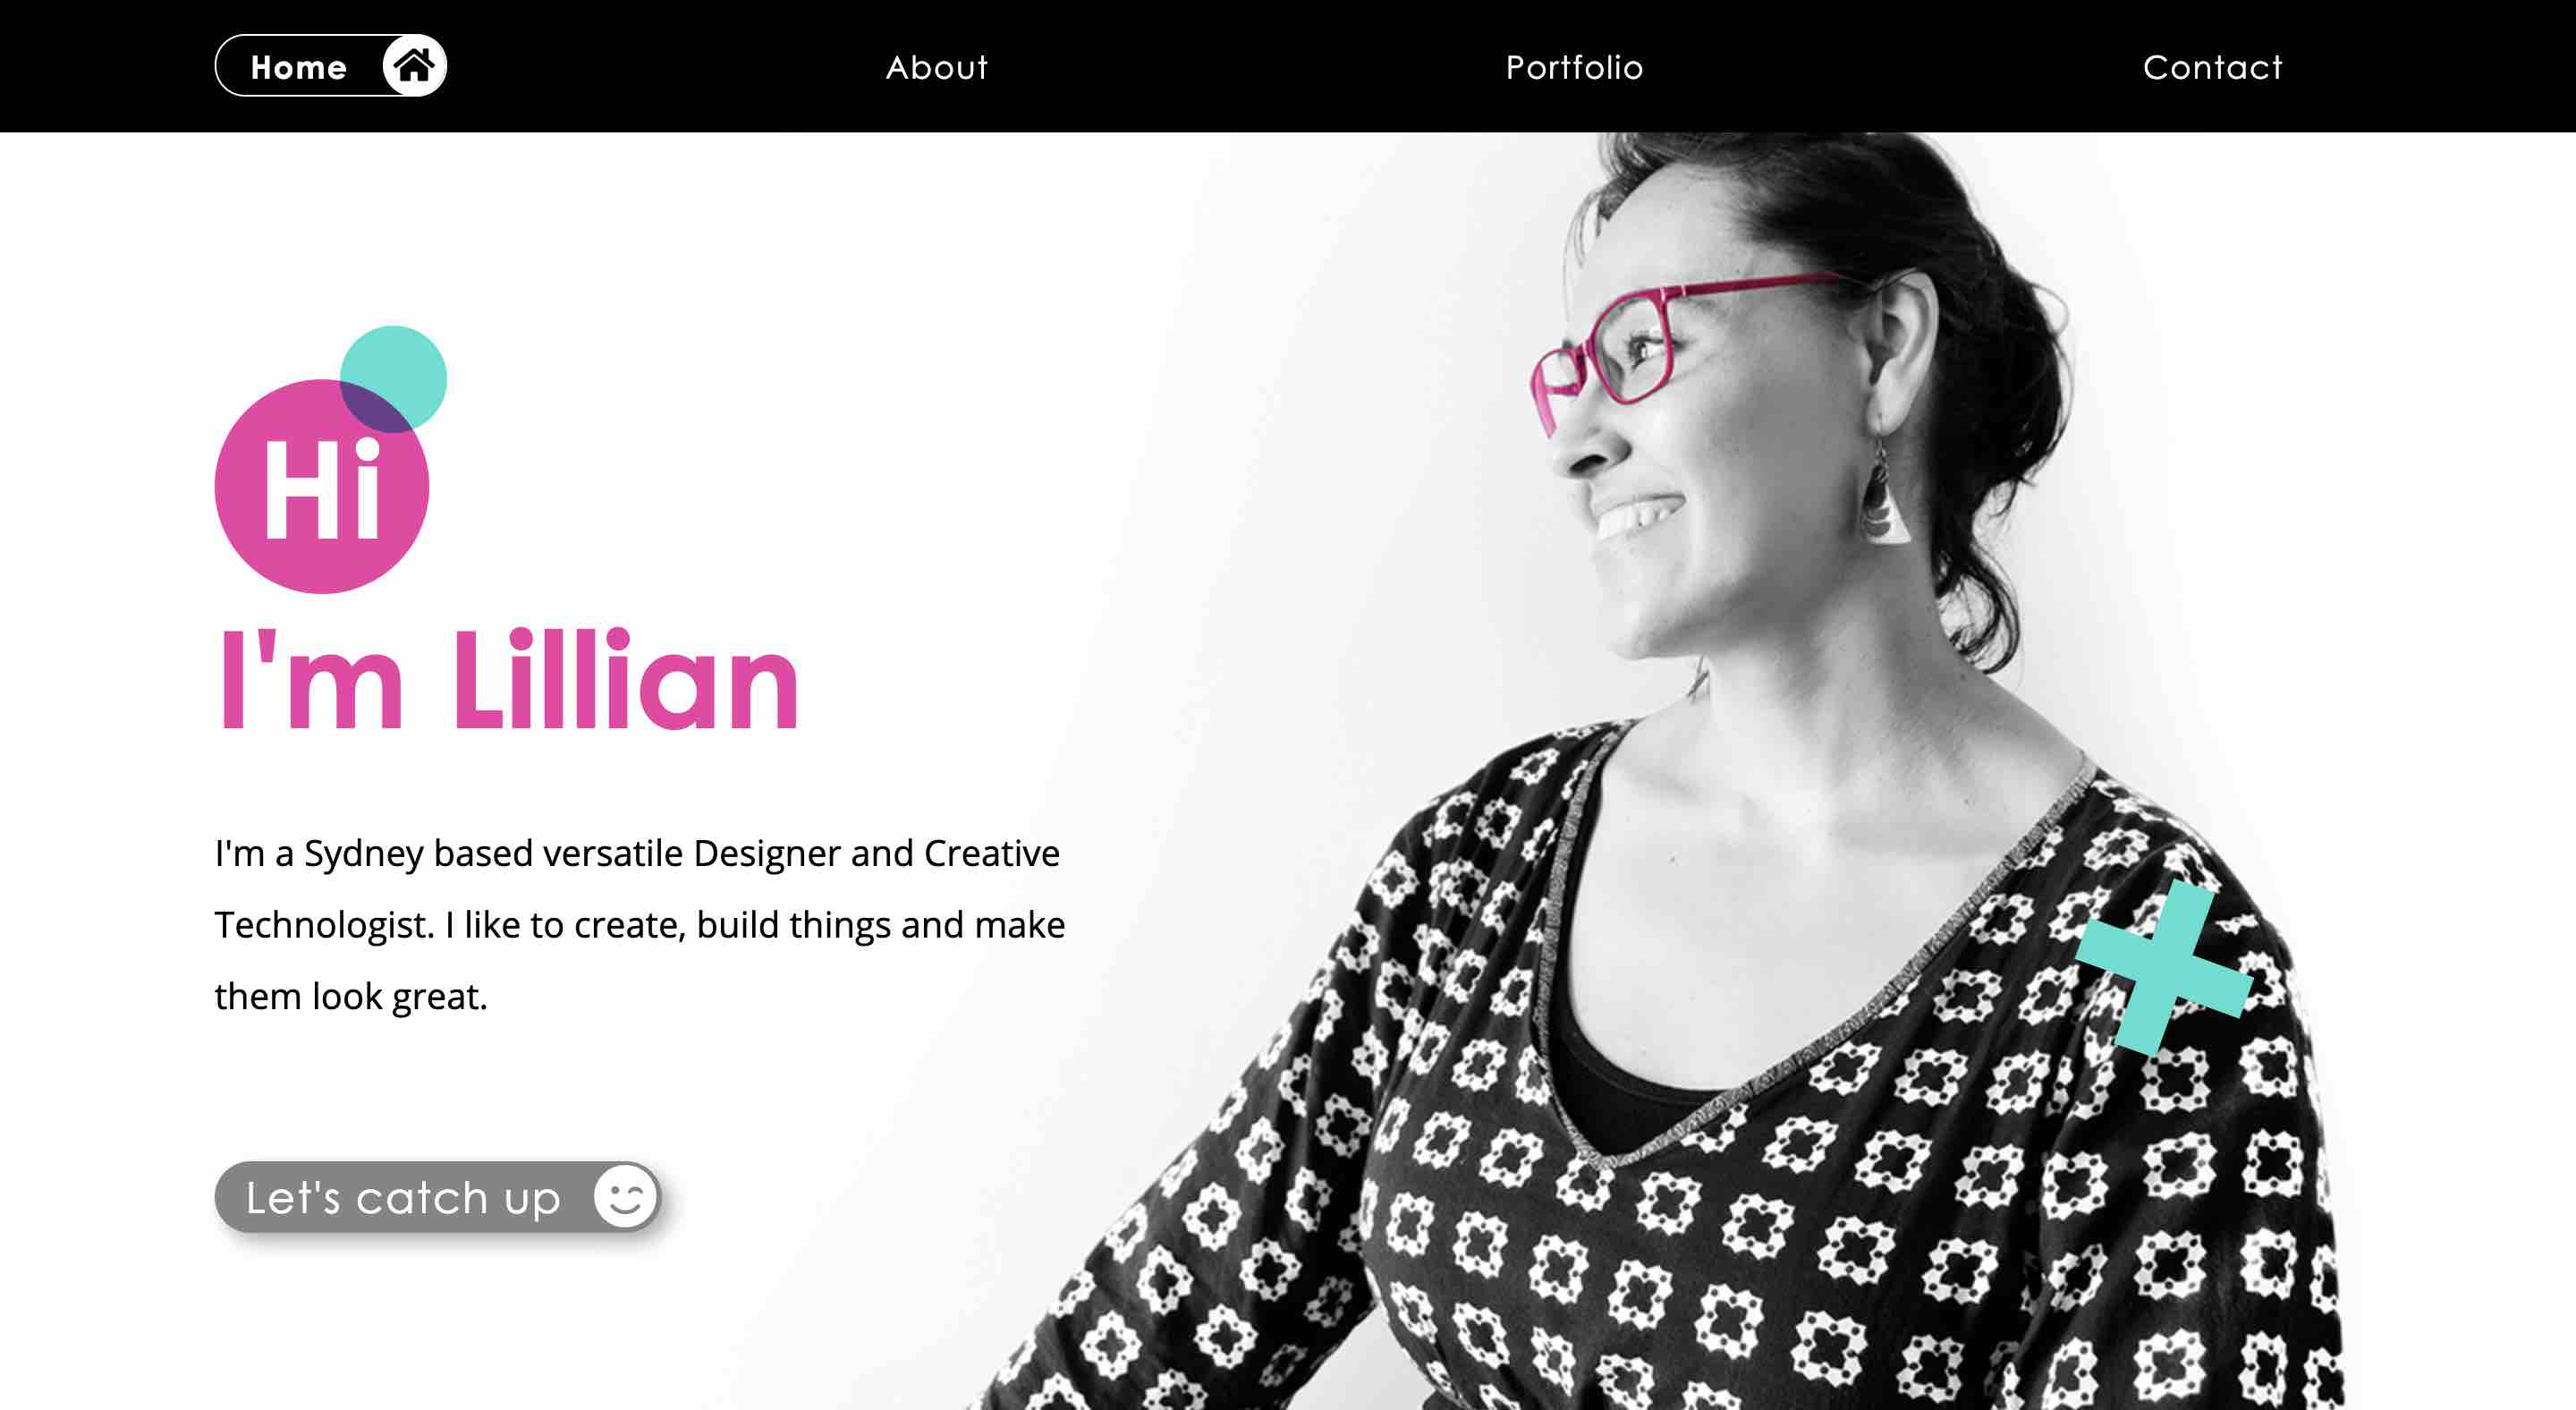 Home
About
Portfolio
Contact
Hi
I'm Lillian
I'm a Sydney based versatile Designer and Creative
Technologist. I like to create, build things and make
them look great.
Let's catch up